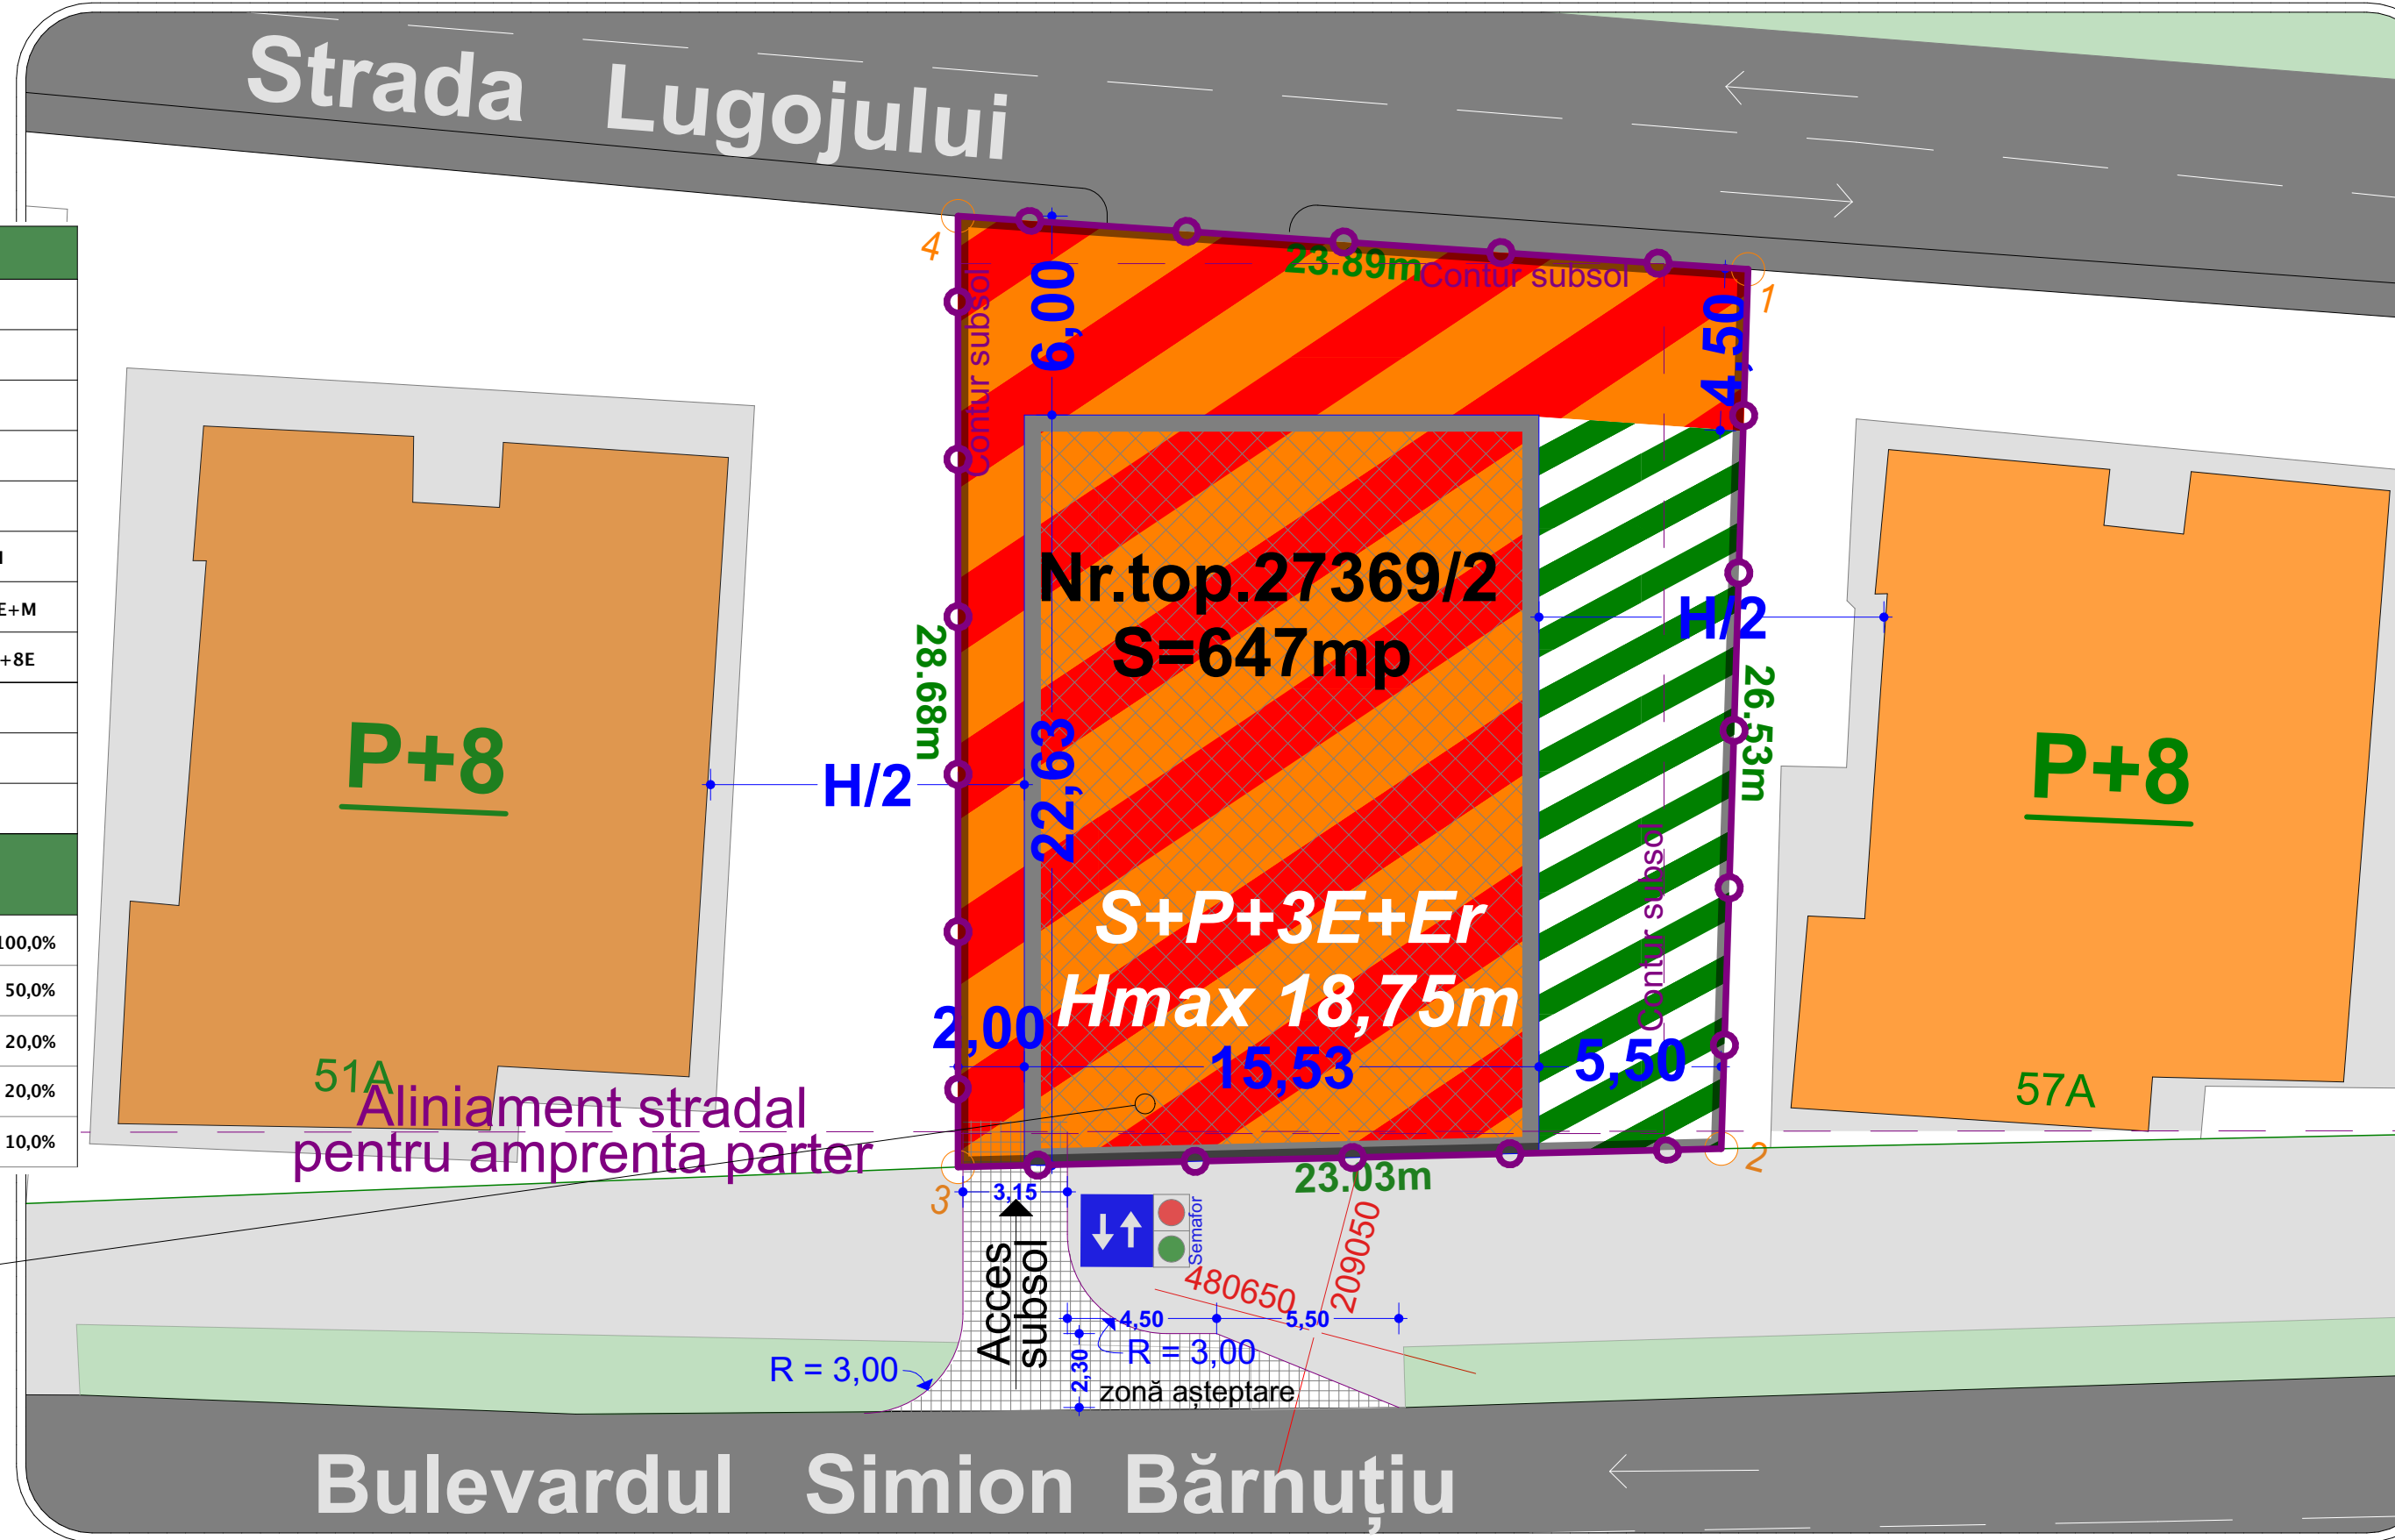 Strada Lugojului
4
23.89m
Contur subsol
1
Contur subsol
6,00
4,50
Nr.top.27369/2
S=647mp
H/2
E+M
+8E
28.68m
26.53m
P+8
H/2
22,63
P+8
Contur subsol
S+P+3E+Er
Hmax 18,75m
100,0%
50,0%
20,0%
20,0%
10,0%
2,00
15,53
5,50
51A
57A
Aliniament stradal
pentru amprenta parter
3
23.03m
2
3,15
Semafor
Acces
subsol
480650
209050
4,50
5,50
R = 3,00
R = 3,00
2,30
zonă așteptare
Bulevardul Simion Bărnuțiu